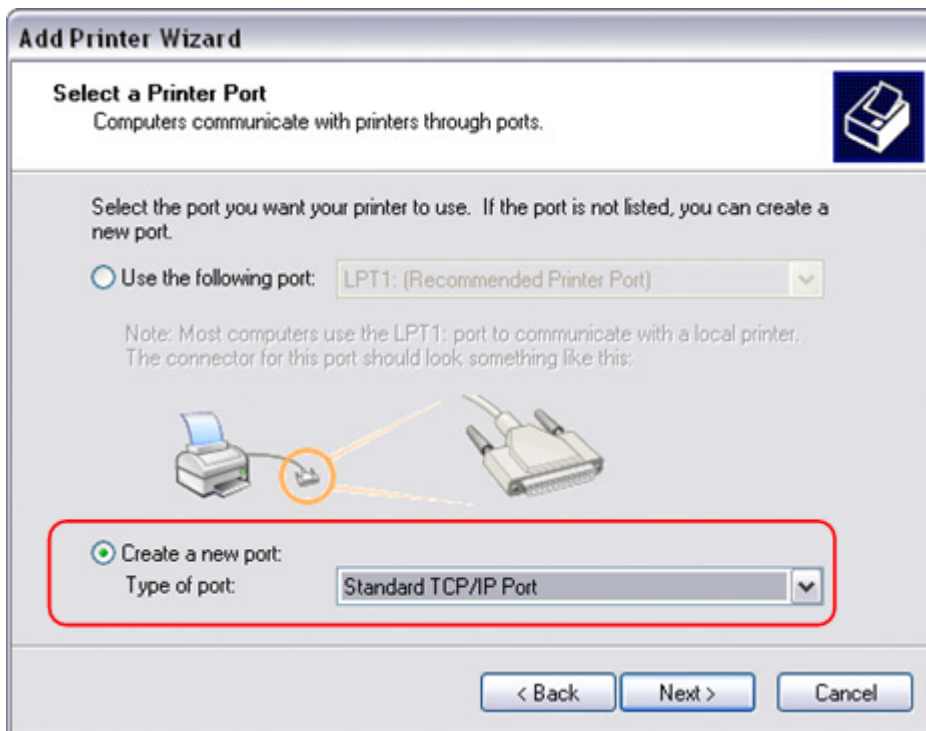 Add Printer Wizard
Select a Printer Port
Computers communicate with printers through ports.
Select the port you want your printer to use. If the port is not listed, you can create a
new port.
Use the following port: LPT1: (Recommended Printer Port)
Note: Most computers use the LPT1: port to communicate with a local printer.
The connector for this port should look something like this:
Create a new port:
Type of port: Standard TCP/IP Port
< Back Next > Cancel